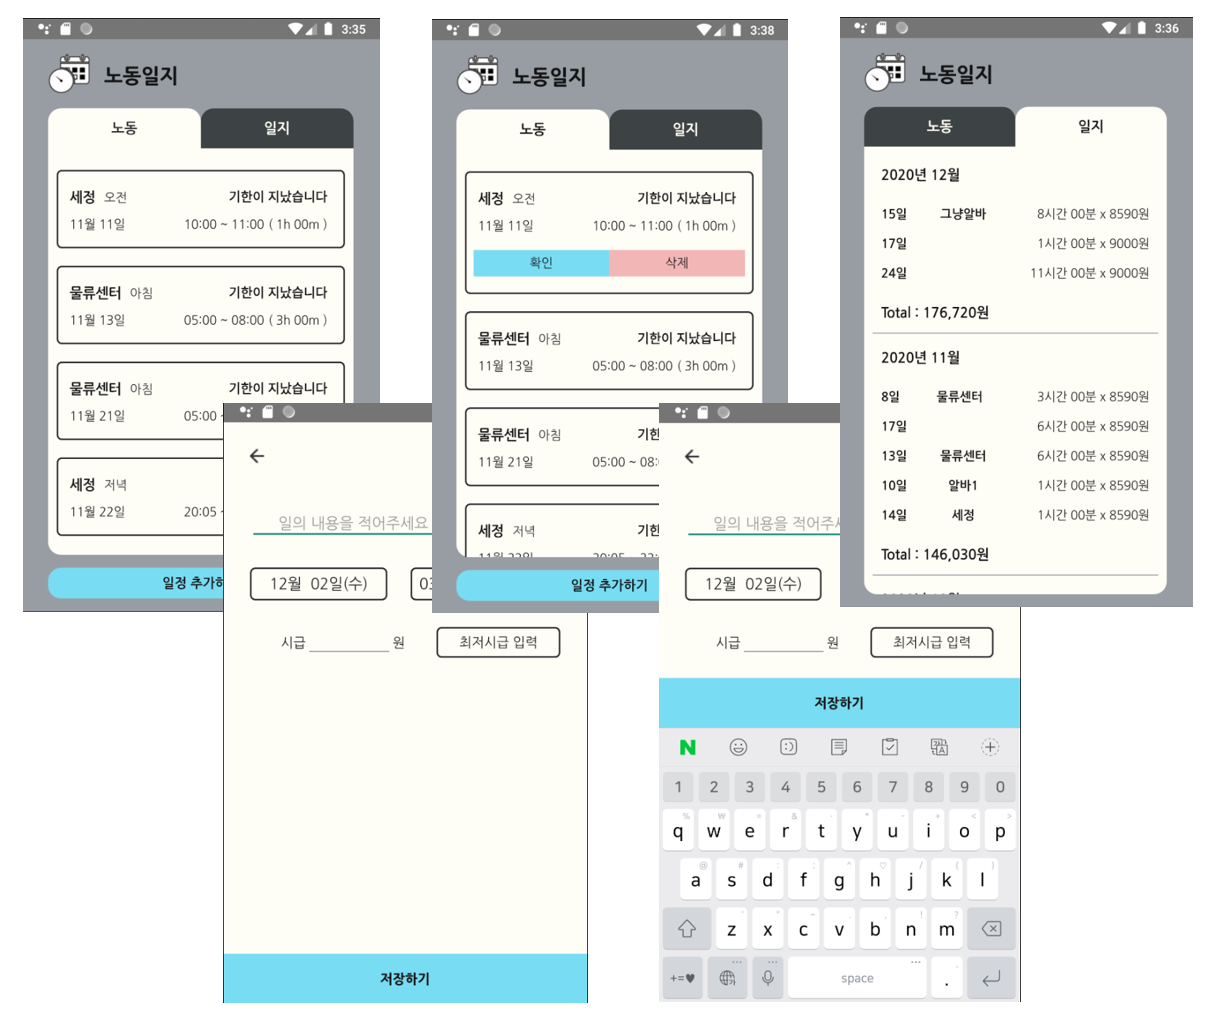 3:35
노동일지
노동 일지
세정 오전 기한이 지났습니다
11월 11일 10:00 ~ 11:00 ( 1h 00m )
물류센터 아침 기한이 지났습니다
11월 13일 05:00 ~ 08:00 ( 3h 00m )
물류센터 아침 기한이 지났습니다
11월 21일 05:00
세정 저녁
11월 22일 20:05 ~
일정 추가하
3:38
노동일지
노동 일지
세정 오전 기한이 지났습니다
11월 11일 10:00 ~ 11:00 ( 1h 00m )
확인 삭제
물류센터 아침 기한이 지났습니다
11월 13일 05:00 ~ 08:00 ( 3h 00m )
물류센터 아침 기한
11월 21일 05:00 ~ 08:
세정 저녁 기한
일정 추가하기
3:36
노동일지
노동 일지
2020년 12월
15일 그냥알바 8시간 00분 x 8590원
17일 1시간 00분 x 9000원
24일 11시간 00분 x 9000원
Total : 176,720원
2020년 11월
8일 물류센터 3시간 00분 x 8590원
17일 6시간 00분 x 8590원
13일 물류센터 6시간 00분 x 8590원
10일 알바1 1시간 00분 x 8590원
14일 세정 1시간 00분 x 8590원
Total : 146,030원
일의 내용을 적어주세요
12월 02일(수) 03
시급 원 최저시급 입력
저장하기
일의 내용을 적어주
12월 02일(수)
시급 원 최저시급 입력
저장하기
N
1 2 3 4 5 6 7 8 9 0
q w e r t y u i o p
a s d f g h j k l
z x c v b n m
+=♥ space .